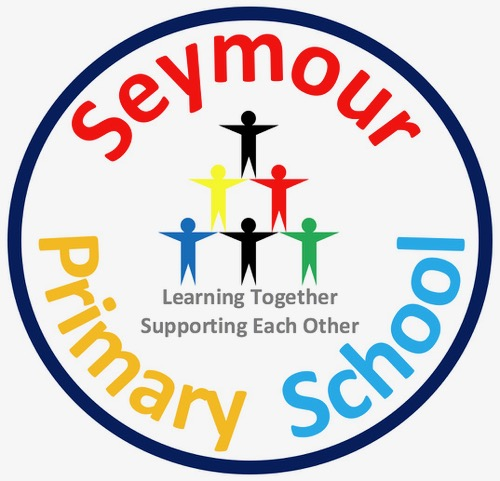 Seymour
Primary School
Learning Together
Supporting Each Other